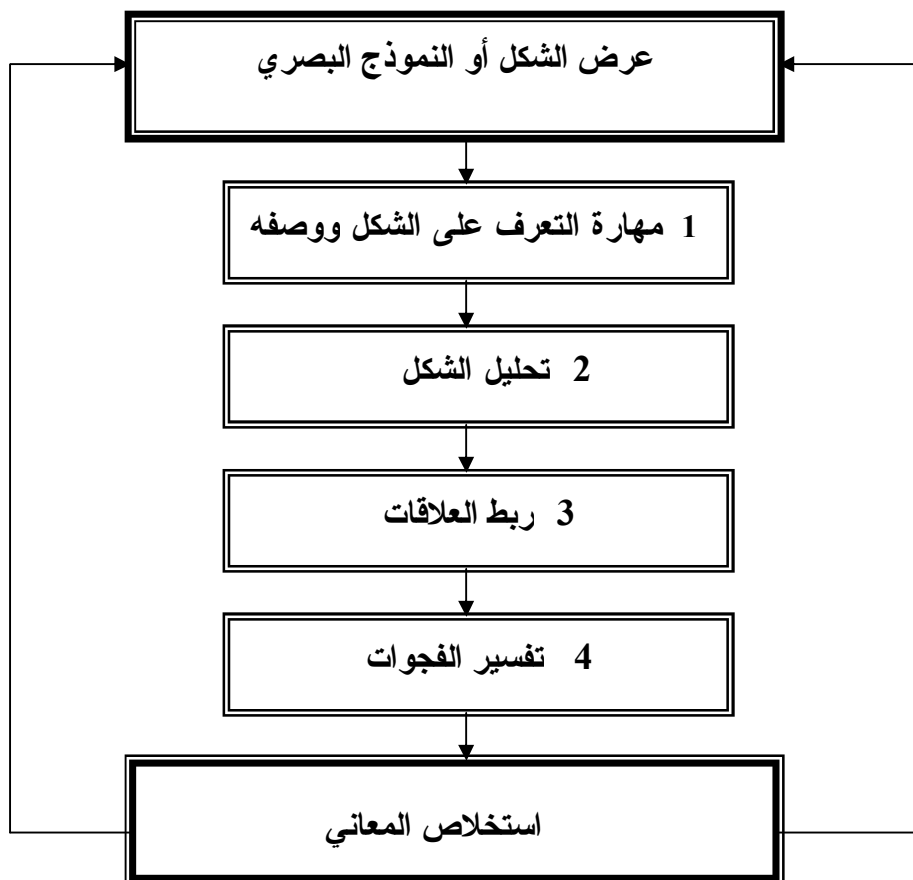 عرض الشكل أو النموذج البصري
1 مهارة التعرف على الشكل ووصفه
2 تحليل الشكل
3 ربط العلاقات
4 تفسير الفجوات
استخلاص المعاني